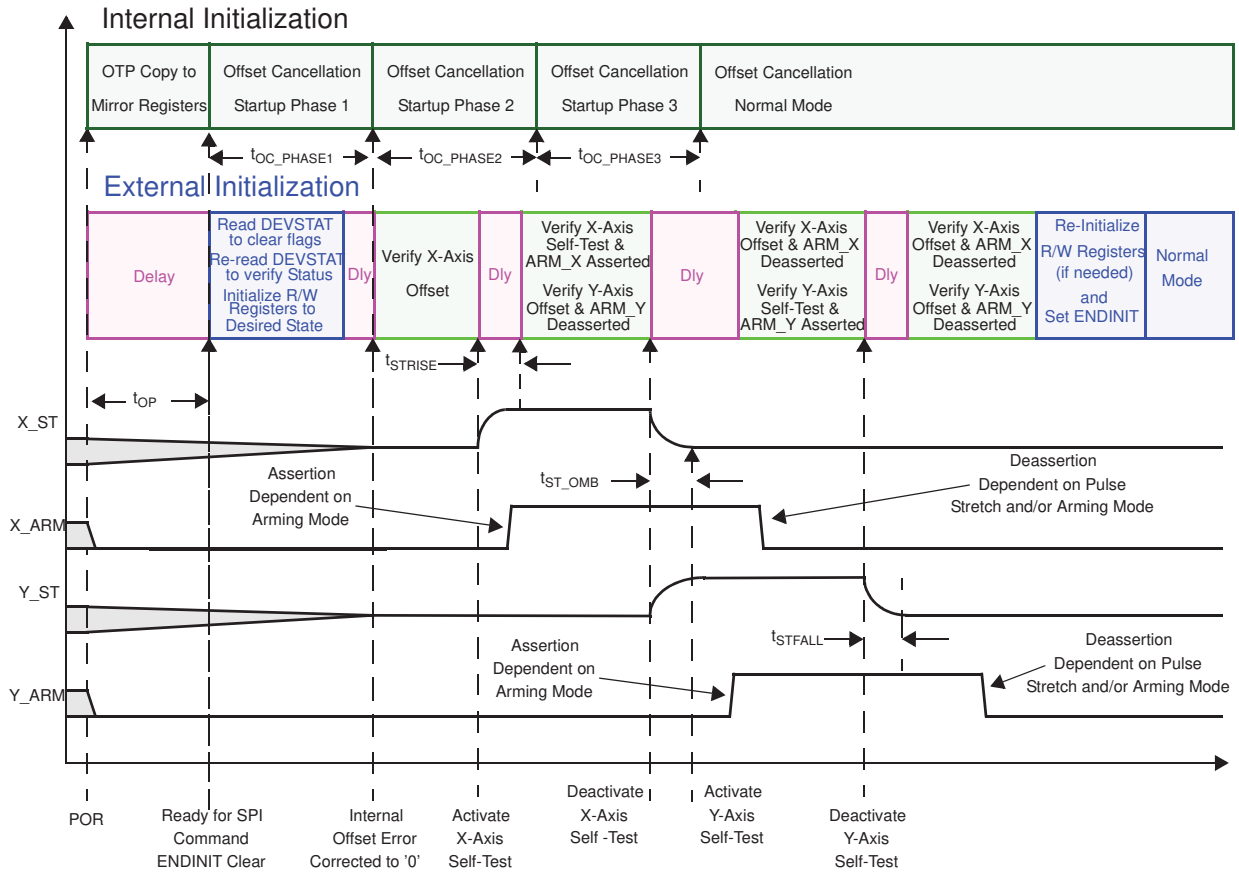 Internal Initialization
OTP Copy to
Mirror Registers
Offset Cancellation
Startup Phase 1
Offset Cancellation
Startup Phase 2
Offset Cancellation
Startup Phase 3
Offset Cancellation
Normal Mode
tOC_PHASE1
tOC_PHASE2
tOC_PHASE3
External Initialization
Delay
Read DEVSTAT
to clear flags
Re-read DEVSTAT
to verify Status
Initialize R/W
Registers to
Desired State
Dly
Verify X-Axis
Offset
Dly
Verify X-Axis
Self-Test &
ARM_X Asserted
Verify Y-Axis
Offset & ARM_Y
Deasserted
Dly
Verify X-Axis
Offset & ARM_X
Deasserted
Verify Y-Axis
Self-Test &
ARM_Y Asserted
Dly
Verify X-Axis
Offset & ARM_X
Deasserted
Verify Y-Axis
Offset & ARM_Y
Deasserted
Re-Initialize
R/W Registers
(if needed)
and
Set ENDINIT
Normal
Mode
tSTRISE
tOP
X_ST
Assertion
Dependent on
Arming Mode
tST_OMB
Deassertion
Dependent on Pulse
Stretch and/or Arming Mode
X_ARM
Y_ST
Assertion
Dependent on
Arming Mode
tSTFALL
Deassertion
Dependent on Pulse
Stretch and/or Arming Mode
Y_ARM
POR
Ready for SPI
Command
ENDINIT Clear
Internal
Offset Error
Corrected to '0'
Activate
X-Axis
Self-Test
Deactivate
X-Axis
Self -Test
Activate
Y-Axis
Self-Test
Deactivate
Y-Axis
Self-Test